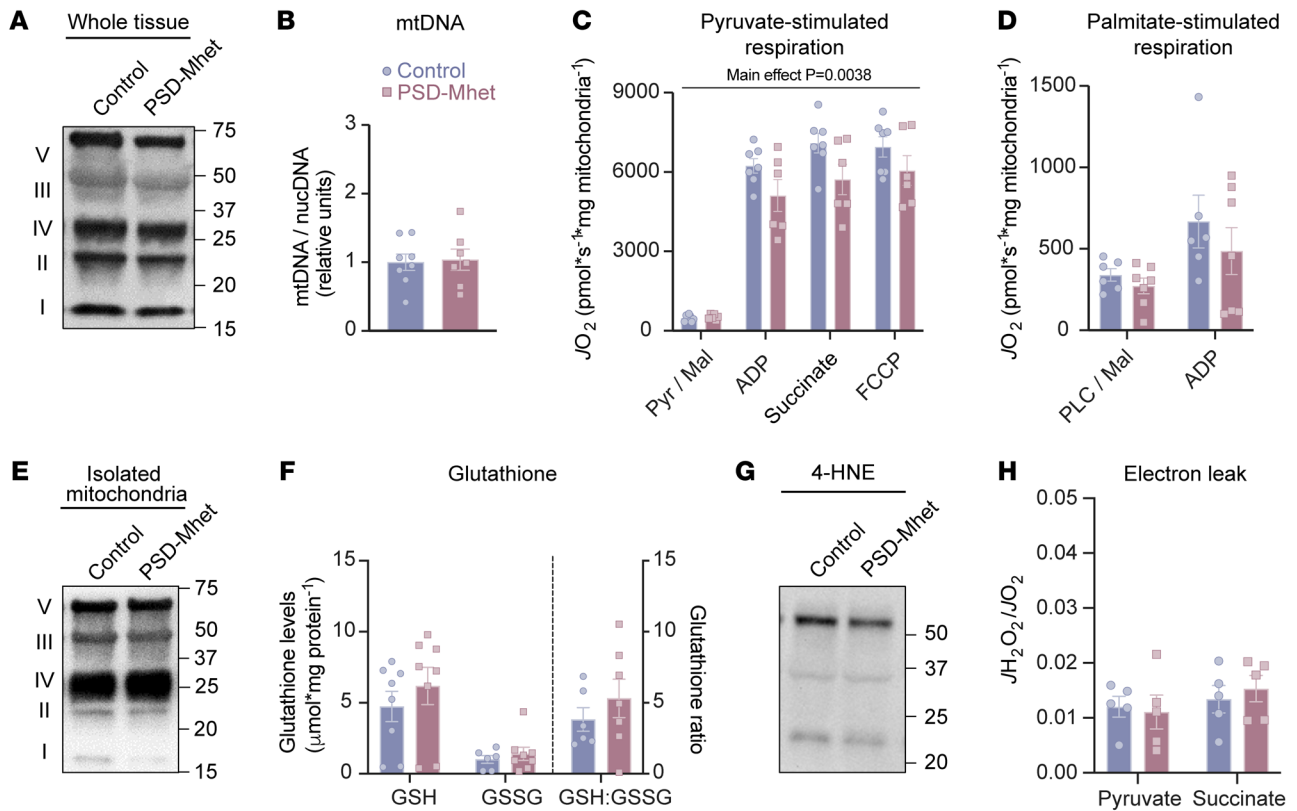 A
Whole tissue
Control
PSD-Mhet
V
III
IV
II
I
75
50
37
25
20
15
B
mtDNA
Control
PSD-Mhet
mtDNA / nucDNA
(relative units)
3
2
1
0
C
Pyruvate-stimulated
respiration
Main effect P=0.0038
JO2 (pmol*s-1*mg mitochondria-1)
9000
6000
3000
0
Pyr / Mal
ADP
Succinate
FCCP
D
Palmitate-stimulated
respiration
JO2 (pmol*s-1*mg mitochondria-1)
1500
1000
500
0
PLC / Mal
ADP
E
Isolated
mitochondria
Control
PSD-Mhet
V
III
IV
II
I
75
50
37
25
20
15
F
Glutathione
Glutathione levels
(μmol*mg protein-1)
15
10
5
0
15
10
5
0
Glutathione ratio
GSH
GSSG
GSH:GSSG
G
4-HNE
Control
PSD-Mhet
50
37
25
20
H
Electron leak
JH2O2/JO2
0.05
0.04
0.03
0.02
0.01
0.00
Pyruvate
Succinate